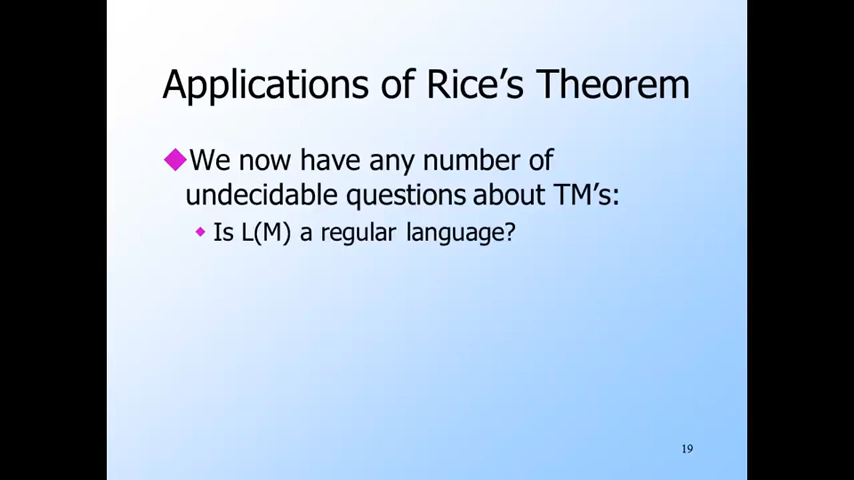 Applications of Rice’s Theorem
We now have any number of
undecidable questions about TM’s:
Is L(M) a regular language?
19